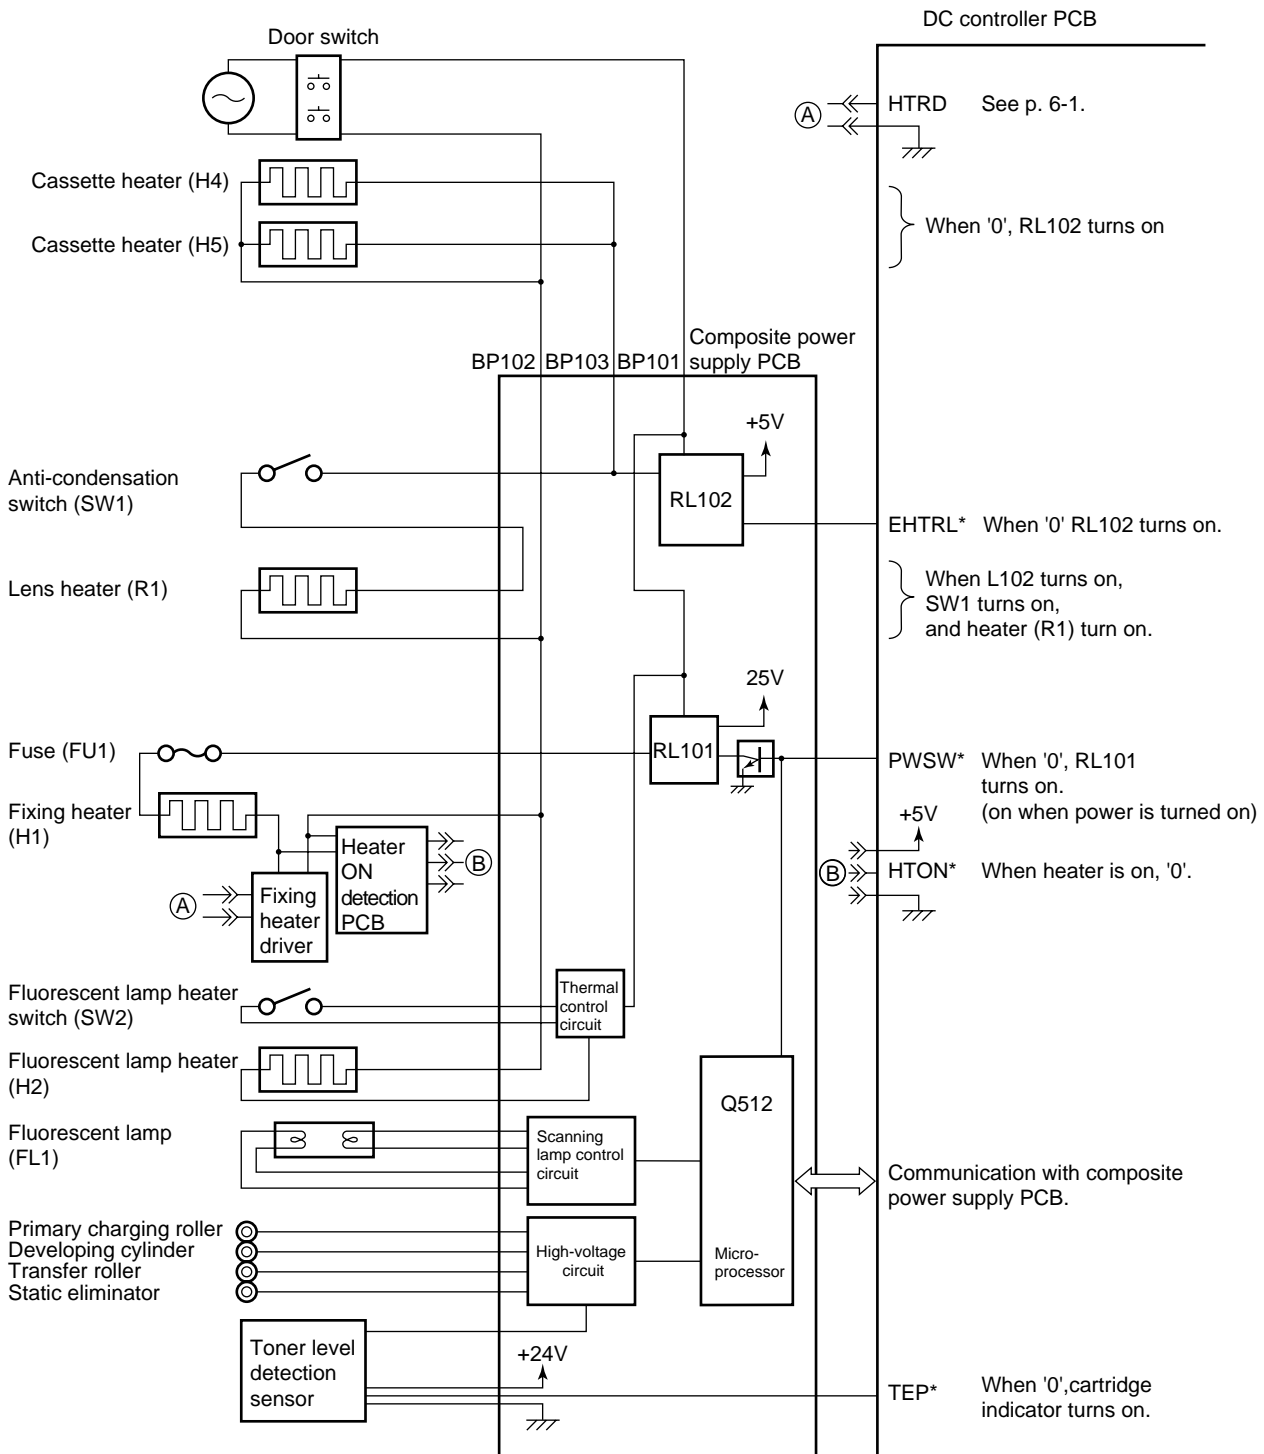 DC controller PCB
Door switch
A
HTRD See p. 6-1.
Cassette heater (H4)
Cassette heater (H5)
When '0', RL102 turns on
BP102
BP103
BP101
Composite power
supply PCB
+5V
Anti-condensation
switch (SW1)
RL102
EHTRL* When '0' RL102 turns on.
Lens heater (R1)
When L102 turns on,
SW1 turns on,
and heater (R1) turn on.
25V
Fuse (FU1)
RL101
PWSW* When '0', RL101
turns on.
(on when power is turned on)
Fixing heater
(H1)
+5V
Heater
ON
detection
PCB
B
B
HTON* When heater is on, '0'.
A
Fixing
heater
driver
Fluorescent lamp heater
switch (SW2)
Thermal
control
circuit
Fluorescent lamp heater
(H2)
Q512
Fluorescent lamp
(FL1)
Scanning
lamp control
circuit
Communication with composite
power supply PCB.
Primary charging roller
Developing cylinder
Transfer roller
Static eliminator
High-voltage
circuit
Micro-
processor
Toner level
detection
sensor
+24V
TEP* When '0',cartridge
indicator turns on.